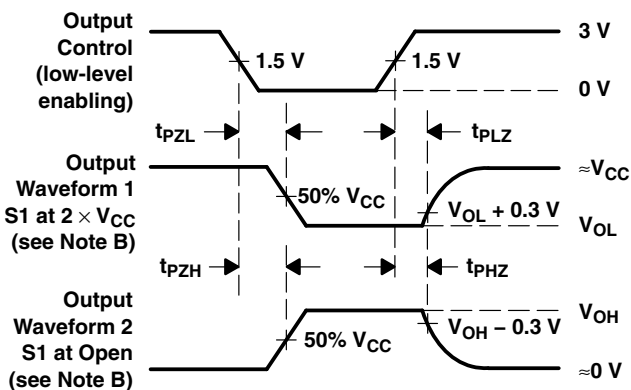 Output
Control
(low-level
enabling)
1.5 V
1.5 V
3 V
0 V
tPZL
tPLZ
Output
Waveform 1
S1 at 2 × VCC
(see Note B)
50% VCC
VOL + 0.3 V
≈VCC
VOL
tPZH
tPHZ
Output
Waveform 2
S1 at Open
(see Note B)
50% VCC
VOH − 0.3 V
VOH
≈0 V